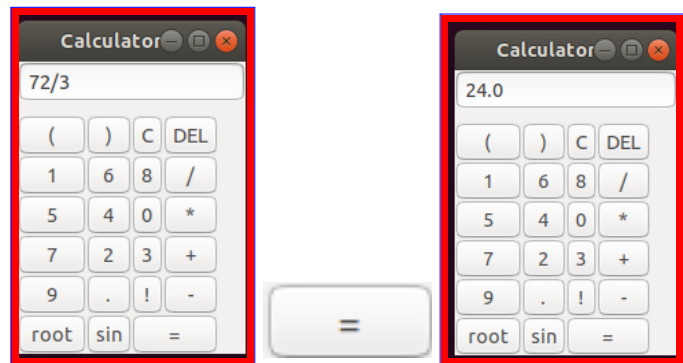 Calculator
72/3
( ) C DEL
1 6 8 /
5 4 0 *
7 2 3 +
9 . ! -
root sin =
=
Calculator
24.0
( ) C DEL
1 6 8 /
5 4 0 *
7 2 3 +
9 . ! -
root sin =